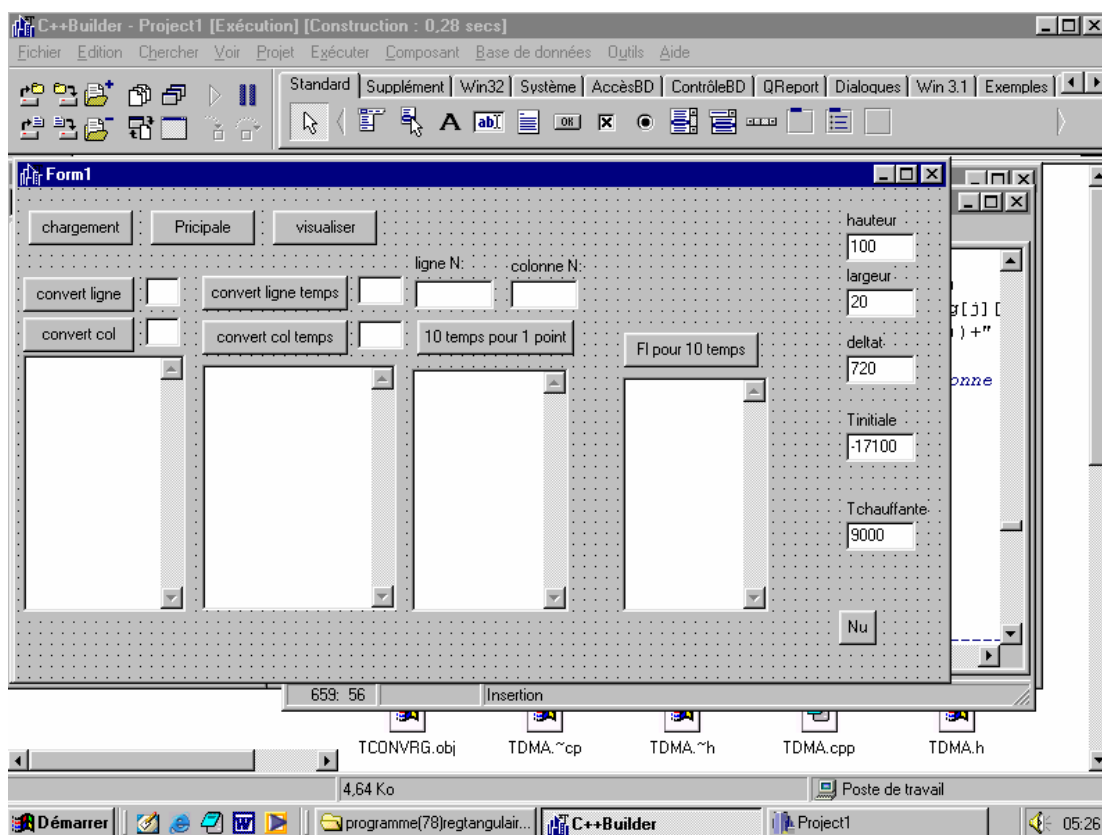 C++Builder - Project1 [Exécution] [Construction : 0,28 secs]
Fichier Edition Chercher Voir Projet Exécuter Composant Base de données Outils Aide
Standard Supplément Win32 Système AccèsBD ContrôleBD QReport Dialogues Win 3.1 Exemples
A abI OK
Form1
chargement Pricipale visualiser
hauteur
100
ligne N: colonne N:
largeur
20
convert ligne convert ligne temps
g[j][
convert col convert col temps 10 temps pour 1 point FI pour 10 temps
)+"
deltat
720
onne
Tinitiale
-17100
Tchauffante
9000
Nu
659: 56 Insertion
TCONVRG.obj TDMA.~cp TDMA.~h TDMA.cpp TDMA.h
4,64 Ko Poste de travail
Démarrer programme(78)regtangulair... C++Builder Project1 05:26